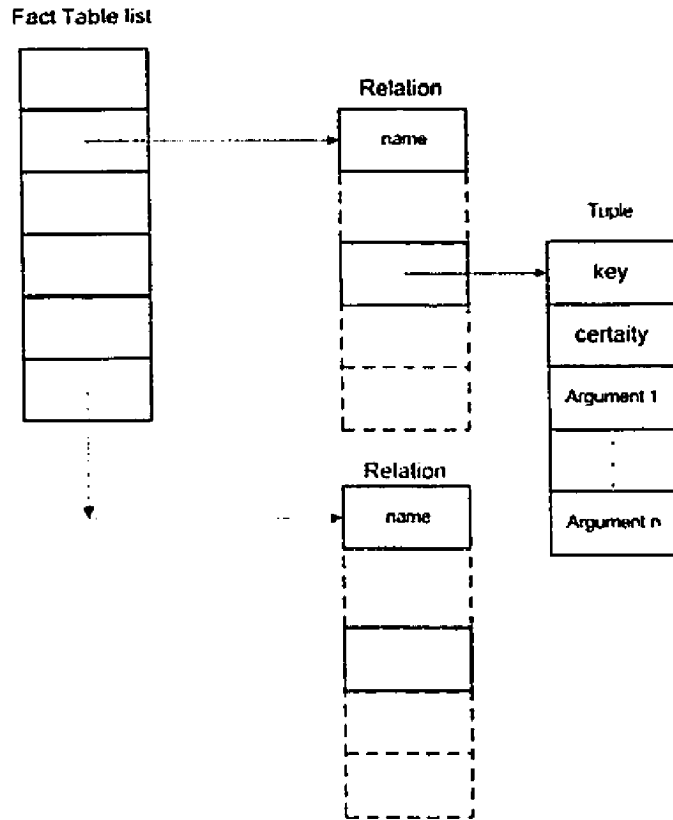 Fact Table list
Relation
name
Tuple
key
certaity
Argument 1
Relation
name
Argument n